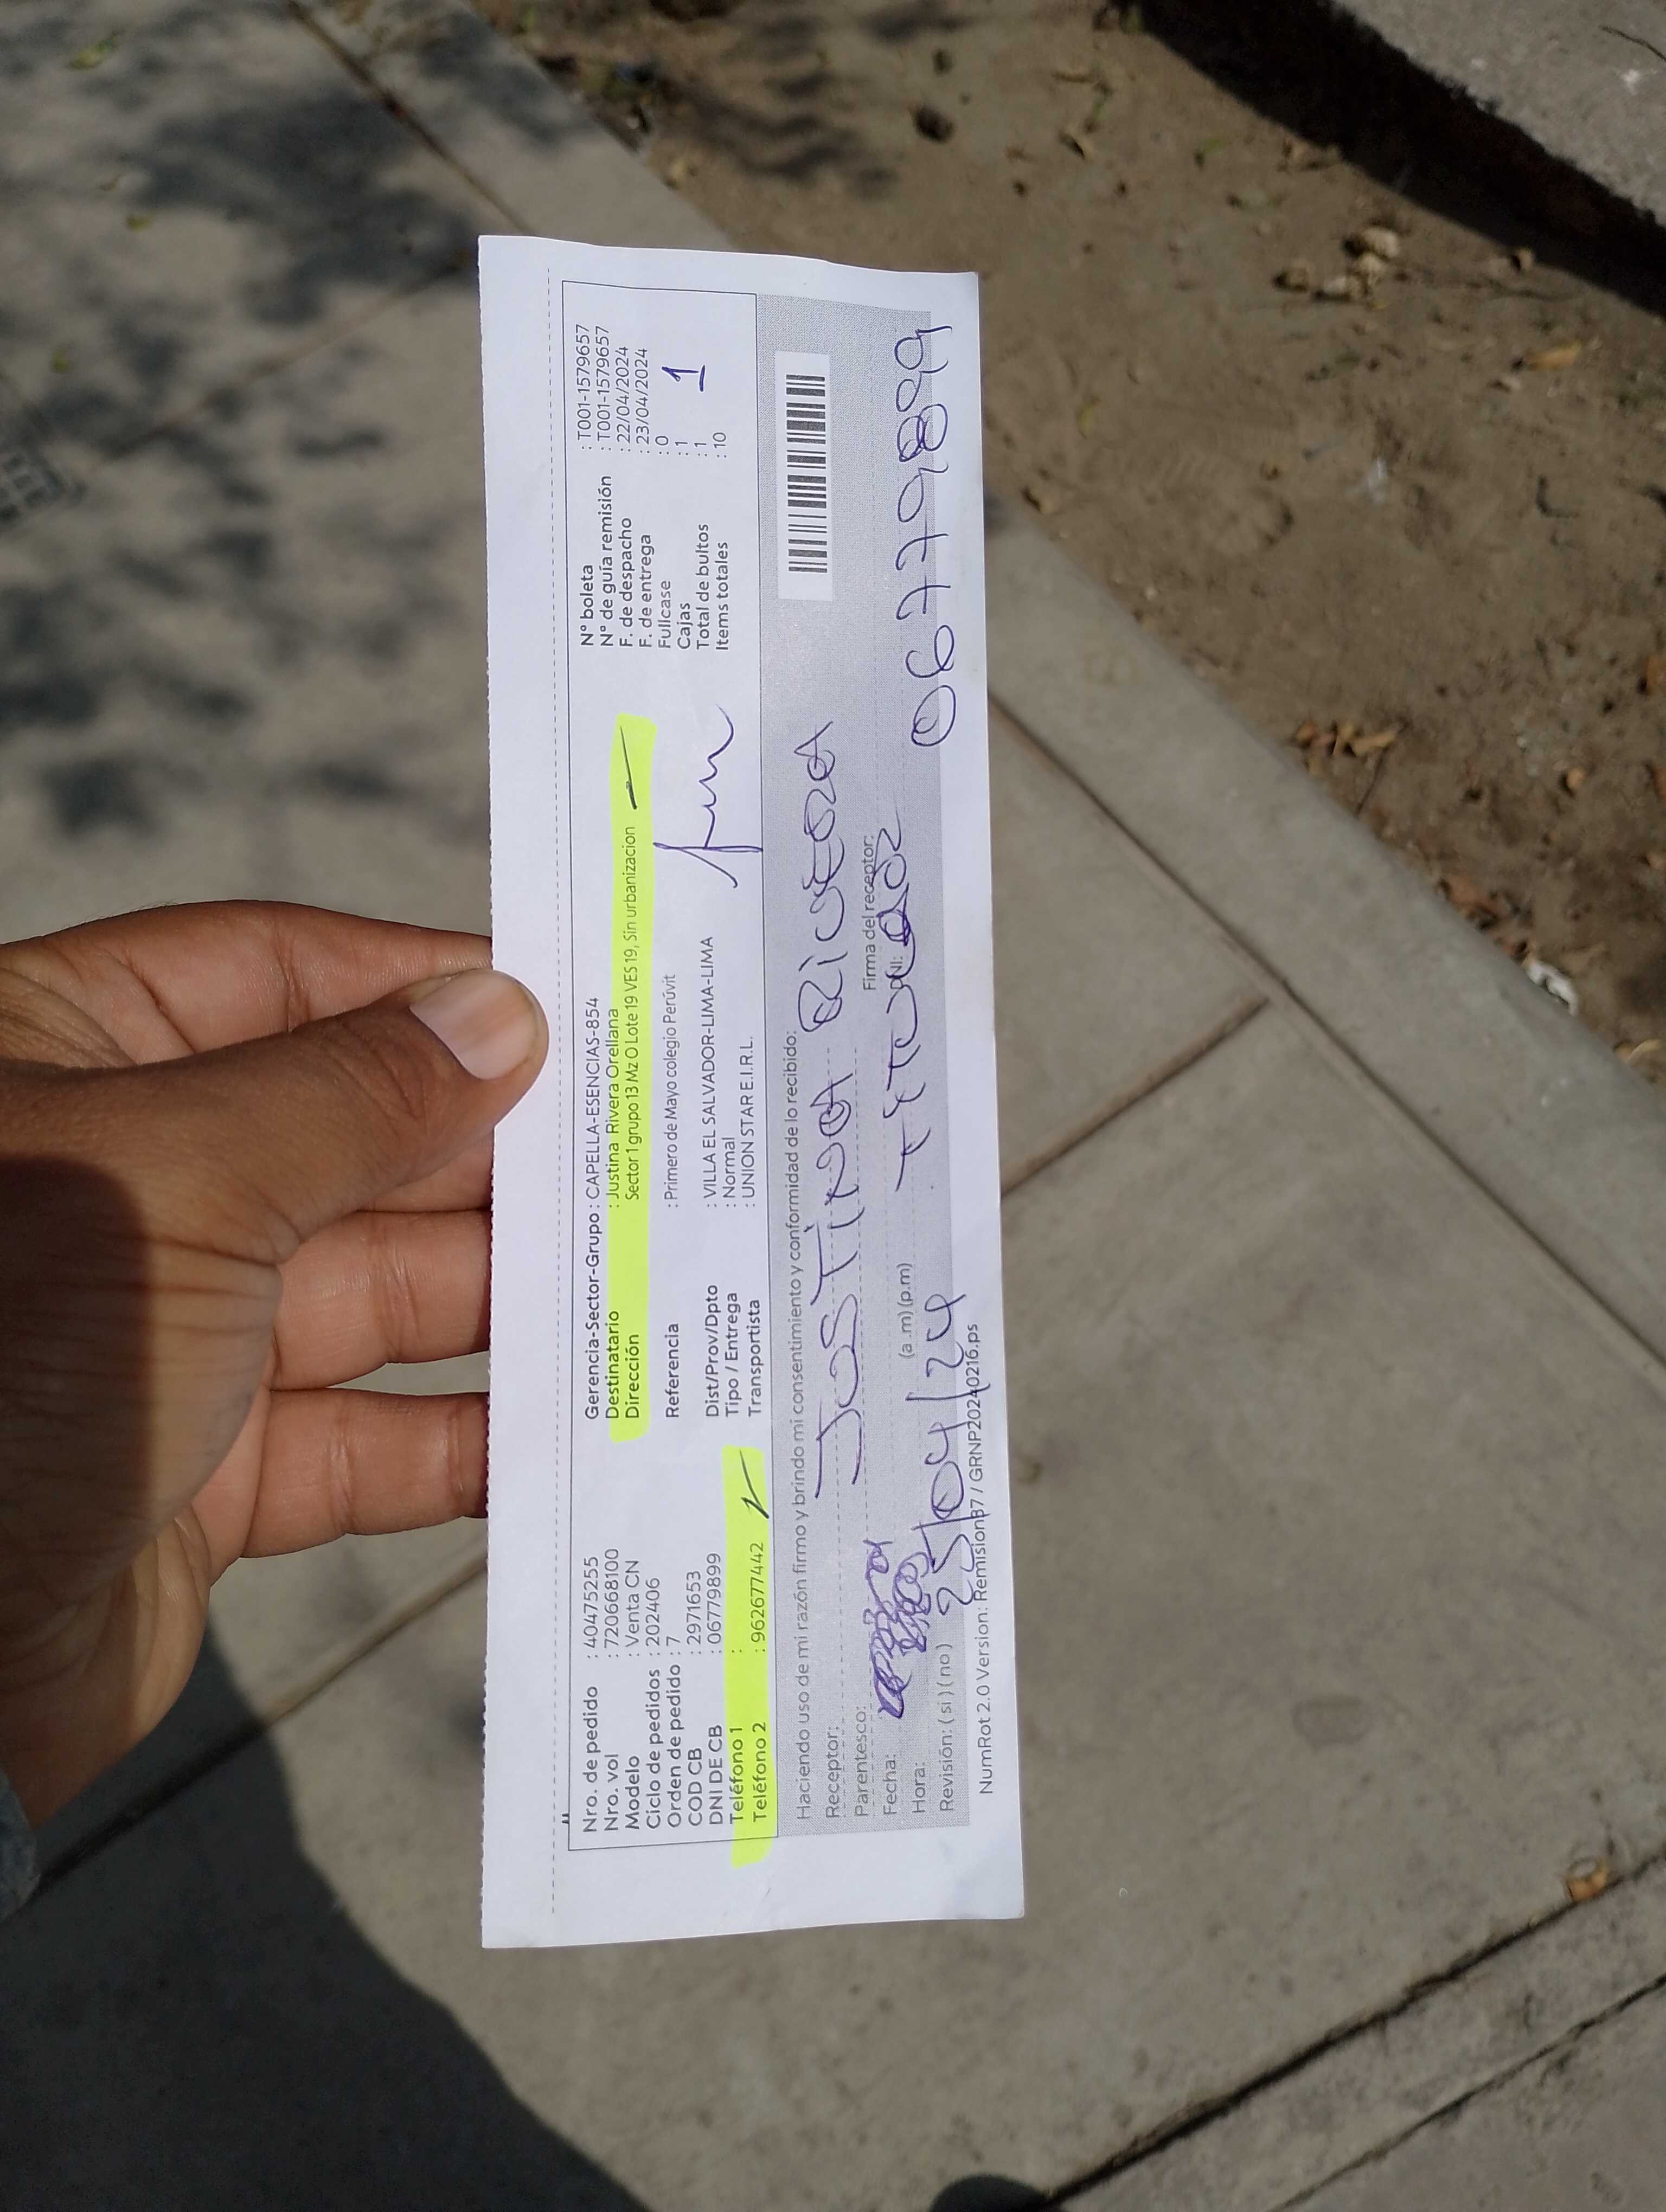 Nro. de pedido : 40475255
Nro. vol : 720668100
Modelo : Venta CN
Ciclo de pedidos : 202406
Orden de pedido : 7
COD CB : 2971653
DNI DE CB : 06779899
Teléfono 1 :
Teléfono 2 : 962677442
Gerencia-Sector-Grupo : CAPELLA-ESENCIAS-854
Destinatario : Justina Rivera Orellana
Dirección Sector 1 grupo 13 Mz O Lote 19 VES 19, Sin urbanizacion
Referencia : Primero de Mayo colegio Perúvit
Dist/Prov/Dpto : VILLA EL SALVADOR-LIMA-LIMA
Tipo / Entrega : Normal
Transportista : UNION STAR E.I.R.L.
N° boleta : T001-1579657
N° de guía remisión : T001-1579657
F. de despacho : 22/04/2024
F. de entrega : 23/04/2024
Fullcase : 0
Cajas : 1
Total de bultos : 1
Items totales : 10
1
Haciendo uso de mi razón firmo y brindo mi consentimiento y conformidad de lo recibido:
Receptor: JUSTINA RIVERA
Parentesco: Firma del receptor:
Fecha: TITULAR DNI: 06779899
Hora: (a.m) (p.m)
Revisión: ( si ) ( no ) 25/04/24
NumRot 2.0 Version: Remision37 / GRNP20240216.ps